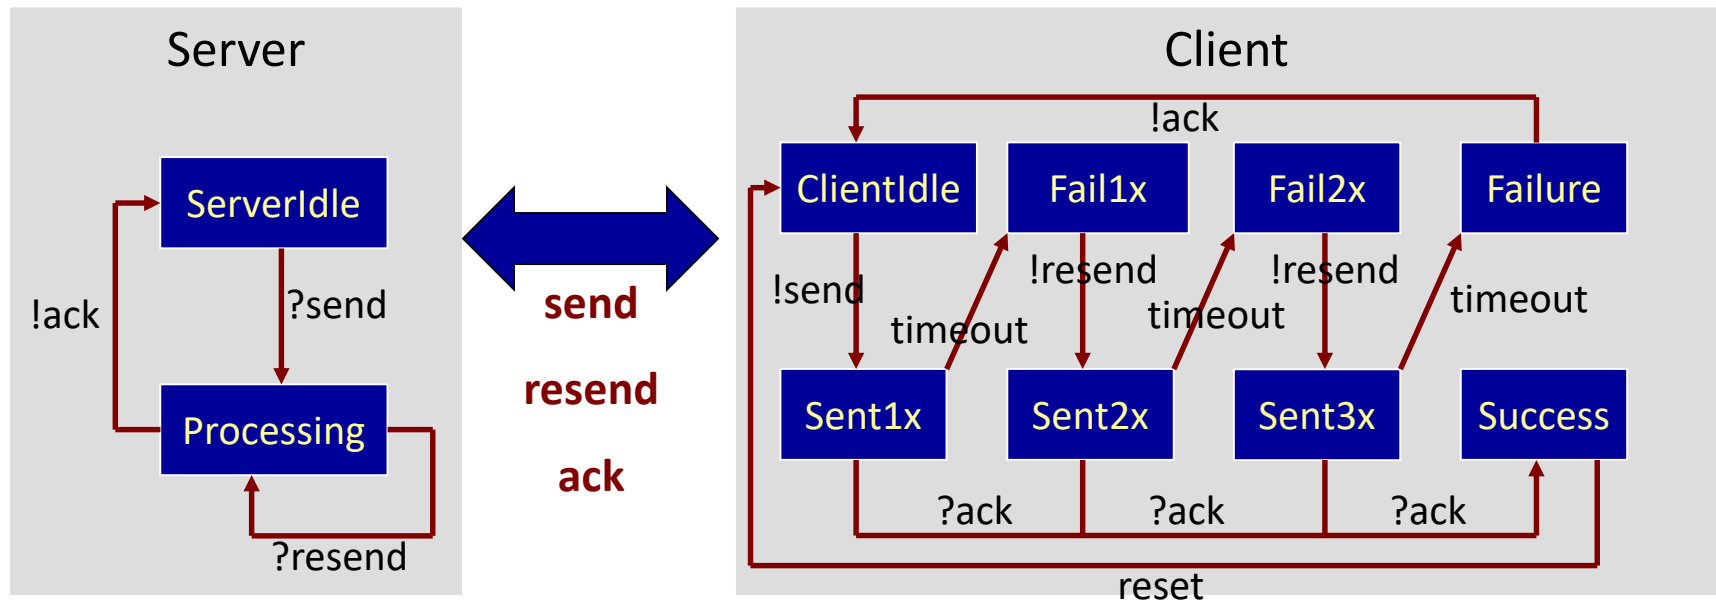 Server
ServerIdle
!ack
?send
Processing
?resend
send
resend
ack
Client
!ack
ClientIdle
Fail1x
Fail2x
Failure
!send
!resend
!resend
timeout
timeout
timeout
Sent1x
Sent2x
Sent3x
Success
?ack
?ack
?ack
reset